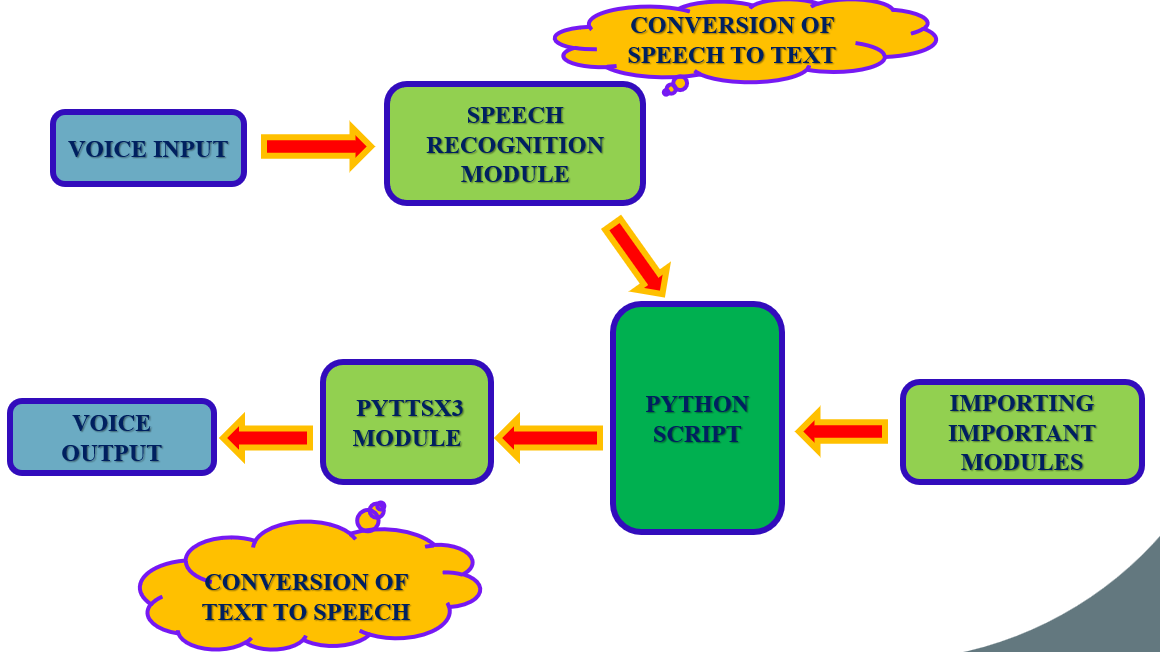 CONVERSION OF
SPEECH TO TEXT
VOICE INPUT
SPEECH
RECOGNITION
MODULE
PYTHON
SCRIPT
IMPORTING
IMPORTANT
MODULES
PYTTSX3
MODULE
VOICE
OUTPUT
CONVERSION OF
TEXT TO SPEECH